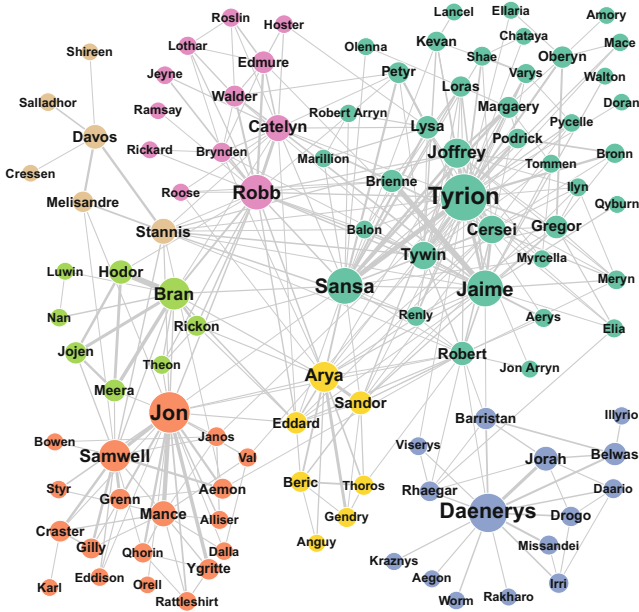 Lancel
Ellaria
Amory
Roslin
Hoster
Kevan
Chataya
Oberyn
Mace
Lothar
Olenna
Shae
Shireen
Edmure
Petyr
Varys
Walton
Jeyne
Walder
Loras
Salladhor
Margaery
Doran
Ramsay
Robert Arryn
Lysa
Pycelle
Davos
Catelyn
Podrick
Rickard
Brynden
Marillion
Joffrey
Bronn
Cressen
Brienne
Tommen
Roose
Robb
Tyrion
Ilyn
Melisandre
Qyburn
Stannis
Balon
Cersei
Gregor
Luwin
Hodor
Tywin
Myrcella
Bran
Sansa
Jaime
Meryn
Nan
Rickon
Renly
Aerys
Elia
Jojen
Theon
Robert
Jon Arryn
Meera
Arya
Jon
Sandor
Eddard
Barristan
Illyrio
Bowen
Janos
Viserys
Samwell
Val
Jorah
Belwas
Styr
Grenn
Aemon
Beric
Thoros
Rhaegar
Daario
Craster
Mance
Alliser
Gendry
Daenerys
Drogo
Gilly
Qhorin
Dalla
Anguy
Missandei
Karl
Eddison
Orell
Ygritte
Kraznys
Aegon
Irri
Rattleshirt
Worm
Rakharo